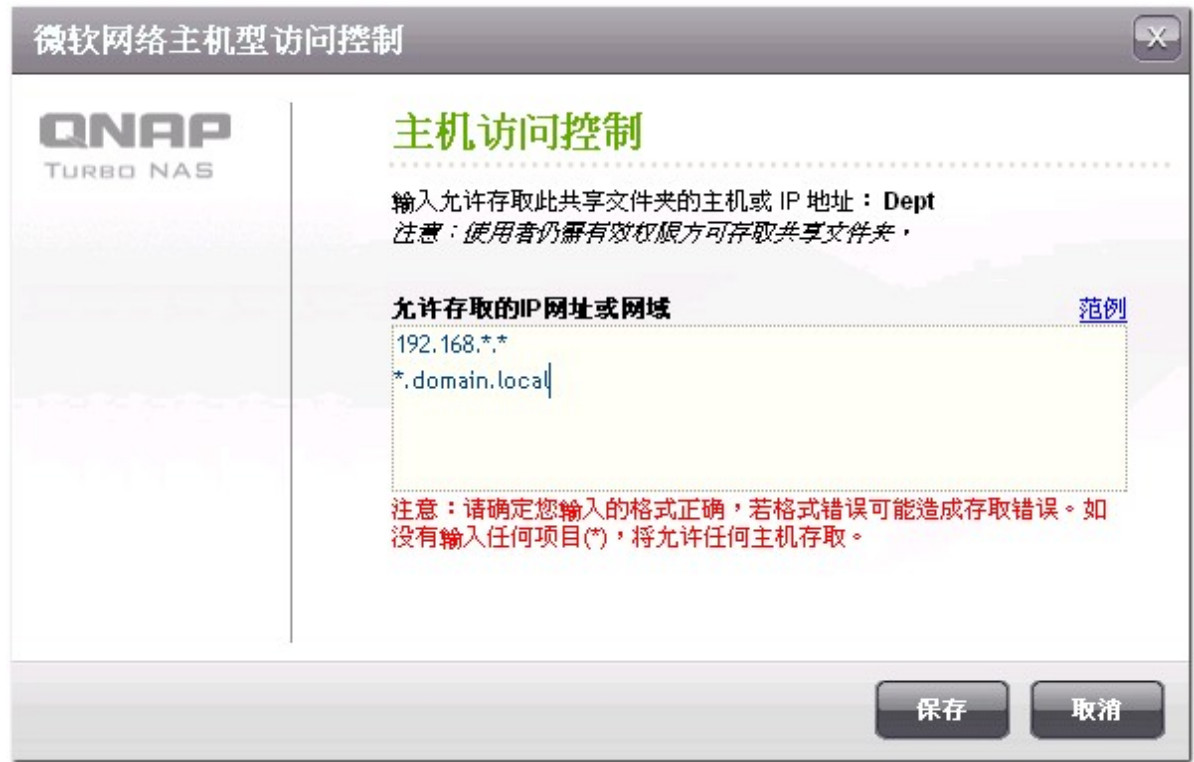 微软网络主机型访问控制
X
QNAP
TURBO NAS
主机访问控制
输入允许存取此共享文件夹的主机或 IP 地址： Dept
注意：使用者仍需有效权限方可存取共享文件夹，
允许存取的IP网址或网域
范例
192.168.*.*
*.domain.local
注意：请确定您输入的格式正确，若格式错误可能造成存取错误。如
没有输入任何项目(*)，将允许任何主机存取。
保存
取消